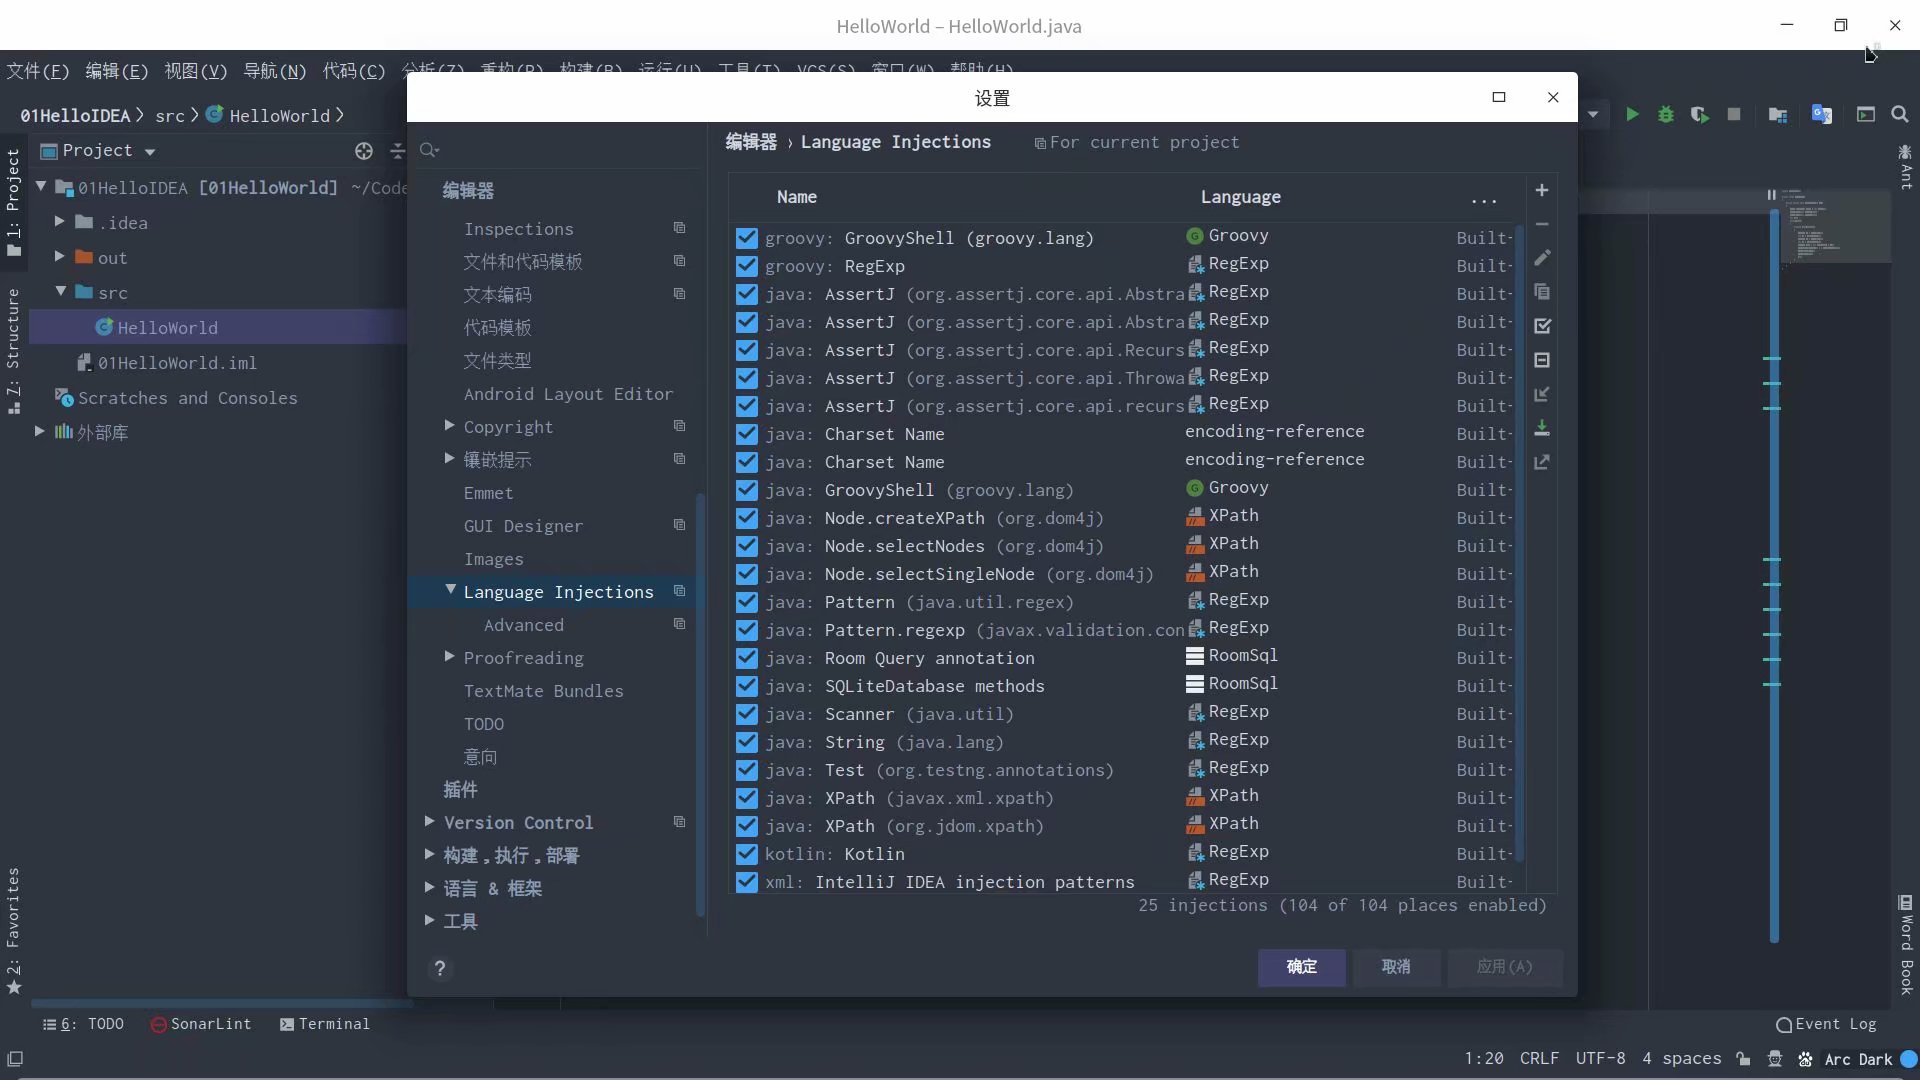 HelloWorld – HelloWorld.java
文件(F) 编辑(E) 视图(V) 导航(N) 代码(C) 分析(Z) 重构(R) 构建(B) 运行(U) 工具(T) VCS(S) 窗口(W) 帮助(H)
01HelloIDEA src HelloWorld
设置
Project
1: Project
7: Structure
2: Favorites
01HelloIDEA [01HelloWorld] ~/Code
.idea
out
src
HelloWorld
01HelloWorld.iml
Scratches and Consoles
外部库
编辑器
Inspections
文件和代码模板
文本编码
代码模板
文件类型
Android Layout Editor
Copyright
镶嵌提示
Emmet
GUI Designer
Images
Language Injections
Advanced
Proofreading
TextMate Bundles
TODO
意向
插件
Version Control
构建，执行，部署
语言 & 框架
工具
编辑器 › Language Injections For current project
Name Language ...
groovy: GroovyShell (groovy.lang) Groovy Built-
groovy: RegExp RegExp Built-
java: AssertJ (org.assertj.core.api.Abstra RegExp Built-
java: AssertJ (org.assertj.core.api.Abstra RegExp Built-
java: AssertJ (org.assertj.core.api.Recurs RegExp Built-
java: AssertJ (org.assertj.core.api.Throwa RegExp Built-
java: AssertJ (org.assertj.core.api.recurs RegExp Built-
java: Charset Name encoding-reference Built-
java: Charset Name encoding-reference Built-
java: GroovyShell (groovy.lang) Groovy Built-
java: Node.createXPath (org.dom4j) XPath Built-
java: Node.selectNodes (org.dom4j) XPath Built-
java: Node.selectSingleNode (org.dom4j) XPath Built-
java: Pattern (java.util.regex) RegExp Built-
java: Pattern.regexp (javax.validation.con RegExp Built-
java: Room Query annotation RoomSql Built-
java: SQLiteDatabase methods RoomSql Built-
java: Scanner (java.util) RegExp Built-
java: String (java.lang) RegExp Built-
java: Test (org.testng.annotations) RegExp Built-
java: XPath (javax.xml.xpath) XPath Built-
java: XPath (org.jdom.xpath) XPath Built-
kotlin: Kotlin RegExp Built-
xml: IntelliJ IDEA injection patterns RegExp Built-
25 injections (104 of 104 places enabled)
? 确定 取消 应用(A)
Ant
Word Book
6: TODO SonarLint Terminal Event Log
1:20 CRLF UTF-8 4 spaces Arc Dark